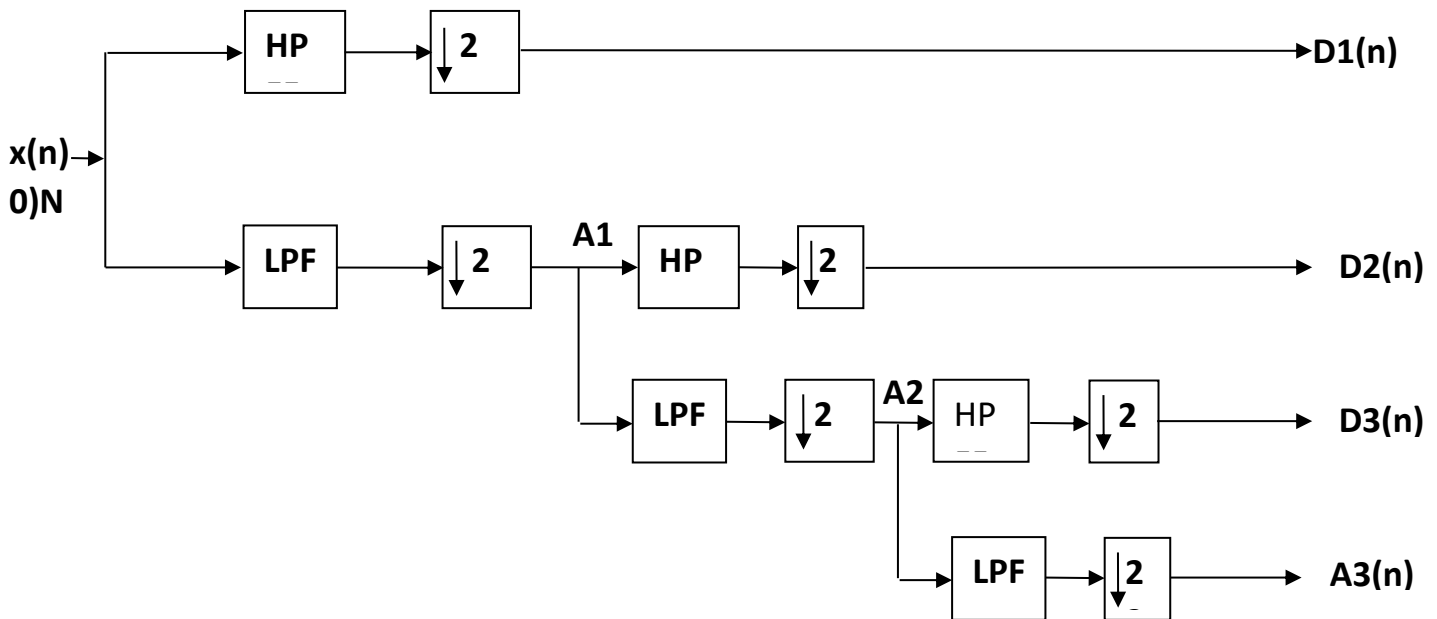 HP
2
D1(n)
x(n)
0)N
LPF
2
A1
HP
2
D2(n)
LPF
2
A2
HP
2
D3(n)
LPF
2
A3(n)